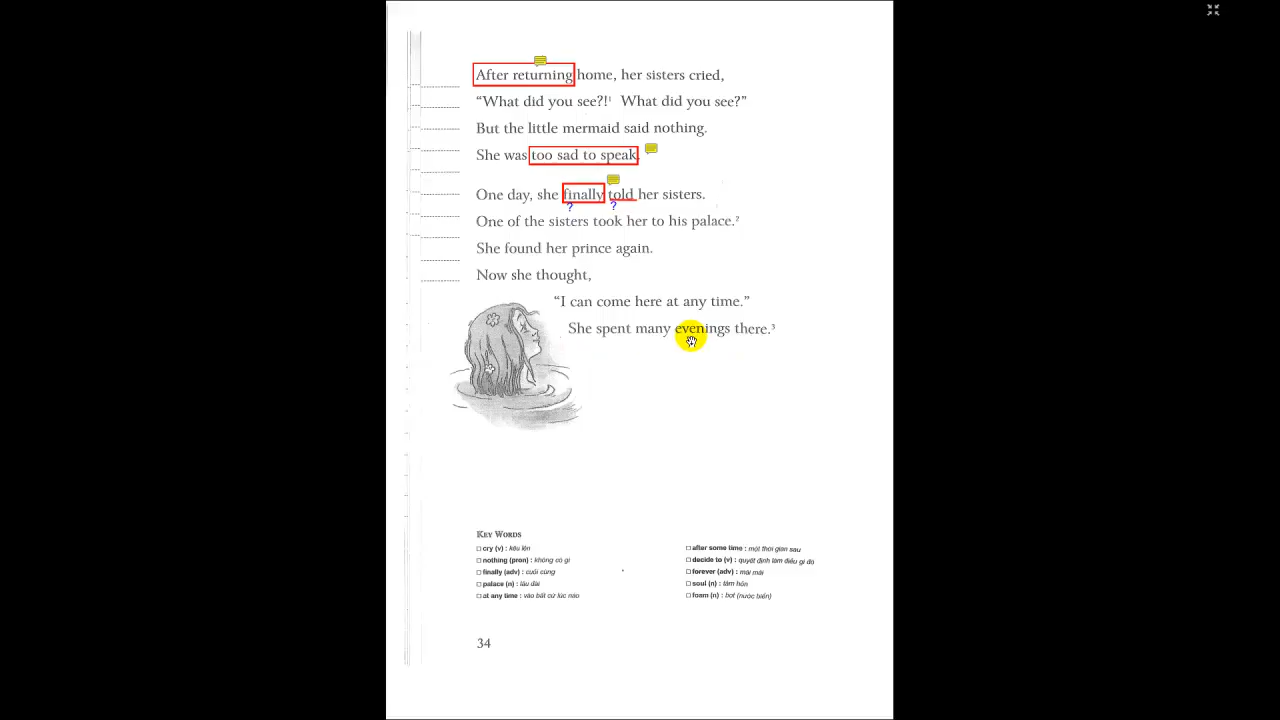 After returning home, her sisters cried,
“What did you see?!¹ What did you see?”
But the little mermaid said nothing.
She was too sad to speak.
One day, she finally told her sisters.
? ?
One of the sisters took her to his palace.²
She found her prince again.
Now she thought,
“I can come here at any time.”
She spent many evenings there.³
KEY WORDS
cry (v) : kêu lên
nothing (pron) : không có gì
finally (adv) : cuối cùng
palace (n) : lâu đài
at any time : vào bất cứ lúc nào
after some time : một thời gian sau
decide to (v) : quyết định làm điều gì đó
forever (adv) : mãi mãi
soul (n) : tâm hồn
foam (n) : bọt (nước biển)
34